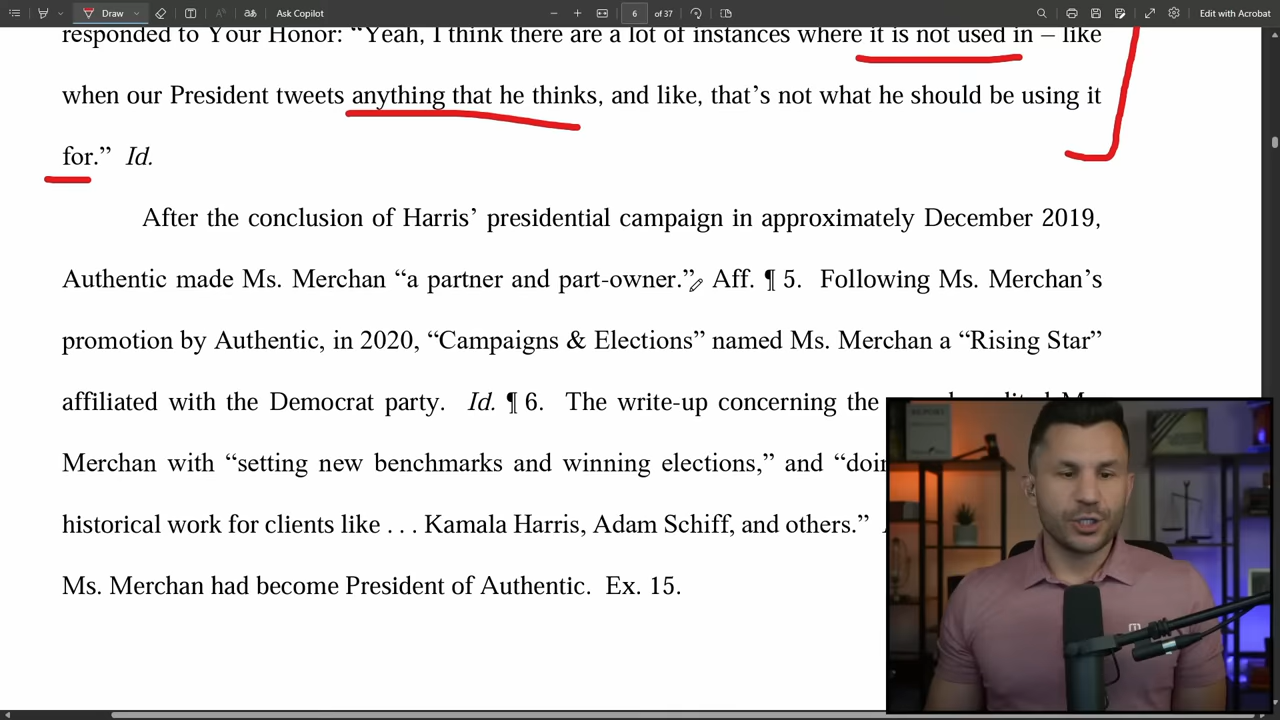 Draw
Ask Copilot
6 of 37
Edit with Acrobat
responded to Your Honor: “Yeah, I think there are a lot of instances where it is not used in – like
when our President tweets anything that he thinks, and like, that’s not what he should be using it
for.” Id.
After the conclusion of Harris’ presidential campaign in approximately December 2019,
Authentic made Ms. Merchan “a partner and part-owner.” Aff. ¶ 5. Following Ms. Merchan’s
promotion by Authentic, in 2020, “Campaigns & Elections” named Ms. Merchan a “Rising Star”
affiliated with the Democrat party. Id. ¶ 6. The write-up concerning the
Merchan with “setting new benchmarks and winning elections,” and
historical work for clients like . . . Kamala Harris, Adam Schiff, and others.”
Ms. Merchan had become President of Authentic. Ex. 15.